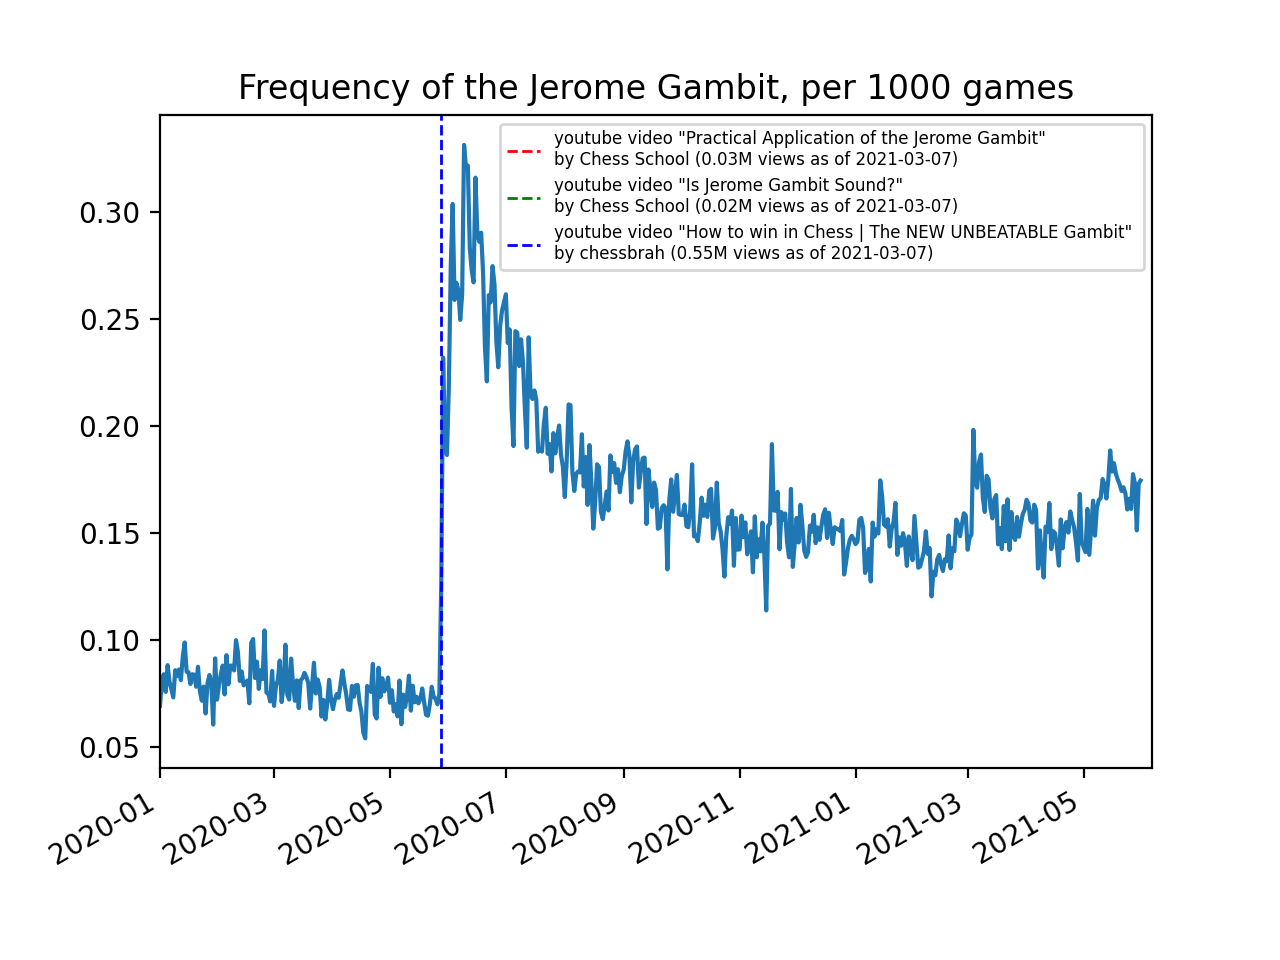 Frequency of the Jerome Gambit, per 1000 games
youtube video "Practical Application of the Jerome Gambit"
by Chess School (0.03M views as of 2021-03-07)
youtube video "Is Jerome Gambit Sound?"
by Chess School (0.02M views as of 2021-03-07)
youtube video "How to win in Chess | The NEW UNBEATABLE Gambit"
by chessbrah (0.55M views as of 2021-03-07)
0.30
0.25
0.20
0.15
0.10
0.05
2020-01
2020-03
2020-05
2020-07
2020-09
2020-11
2021-01
2021-03
2021-05